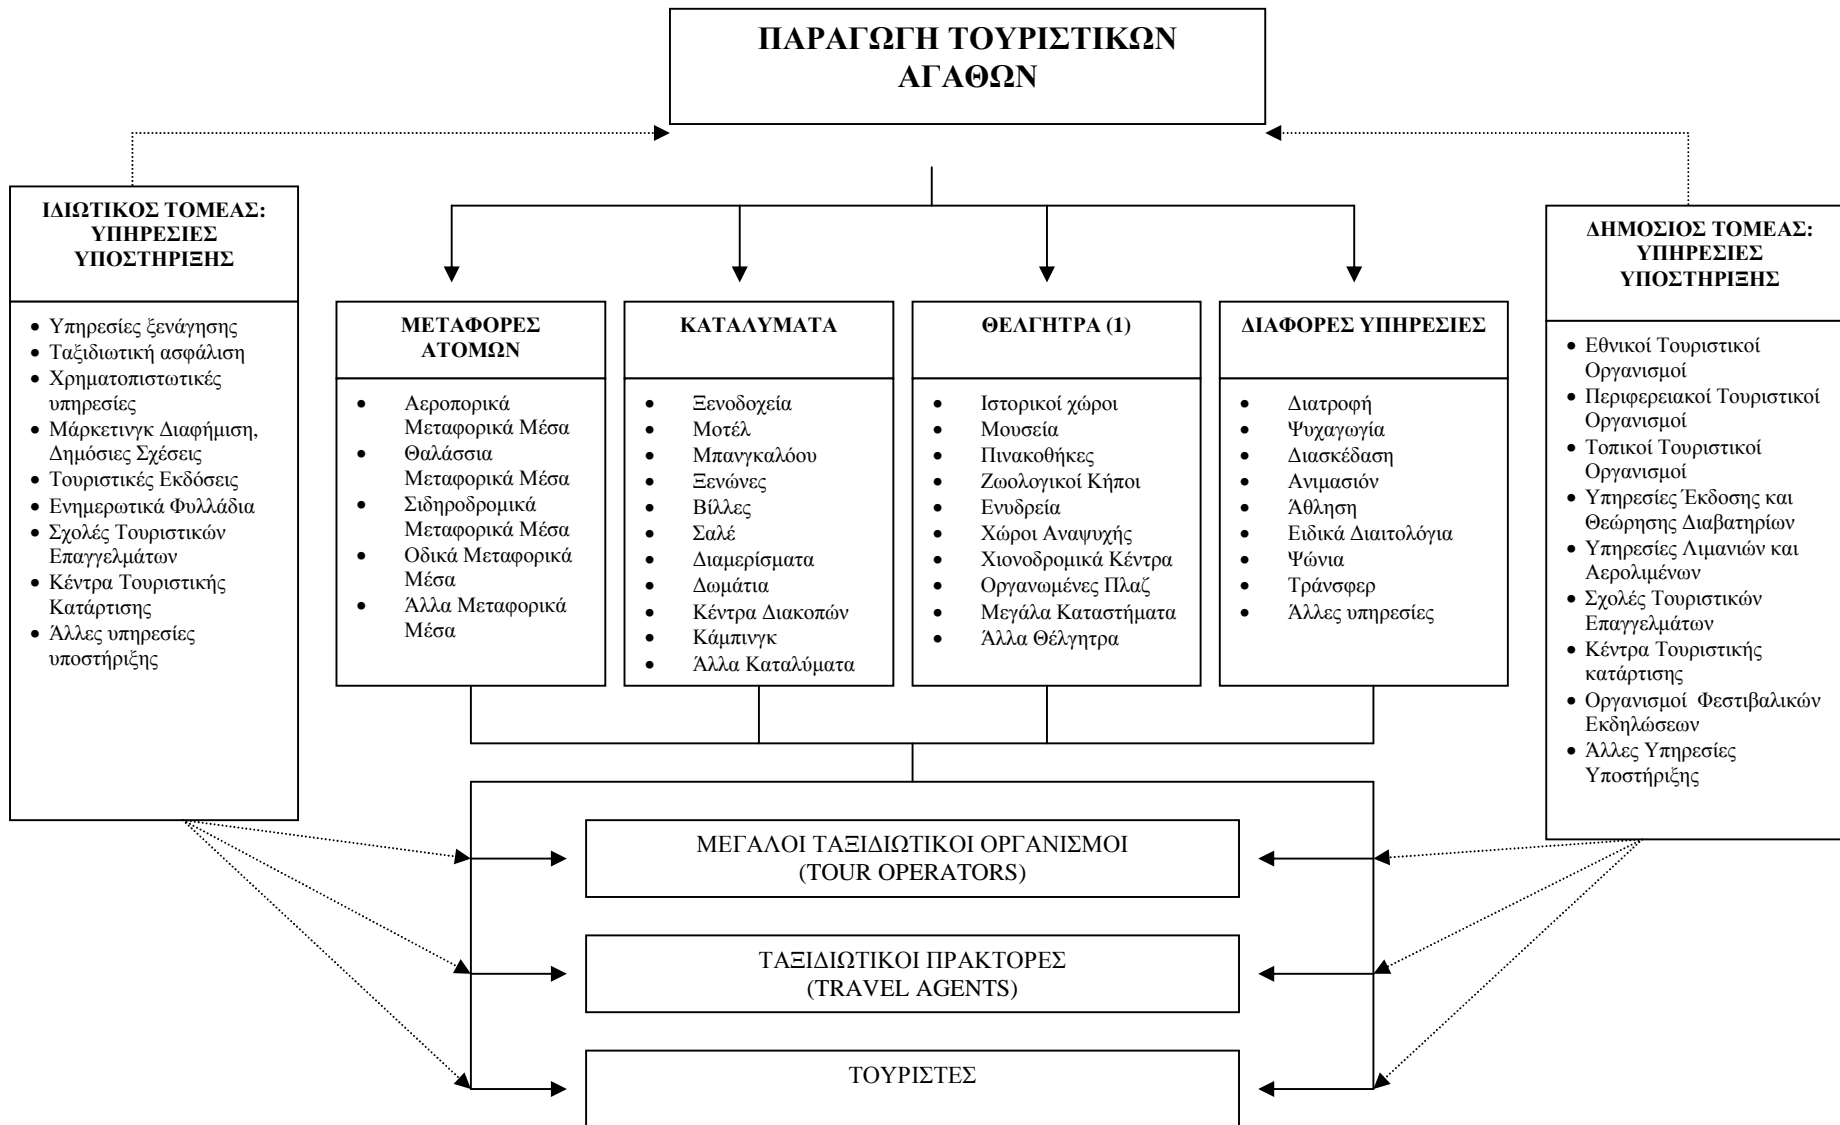 ΠΑΡΑΓΩΓΗ ΤΟΥΡΙΣΤΙΚΩΝ
ΑΓΑΘΩΝ
ΙΔΙΩΤΙΚΟΣ ΤΟΜΕΑΣ:
ΥΠΗΡΕΣΙΕΣ
ΥΠΟΣΤΗΡΙΞΗΣ
• Υπηρεσίες ξενάγησης
• Ταξιδιωτική ασφάλιση
• Χρηματοπιστωτικές
υπηρεσίες
• Μάρκετινγκ Διαφήμιση,
Δημόσιες Σχέσεις
• Τουριστικές Εκδόσεις
• Ενημερωτικά Φυλλάδια
• Σχολές Τουριστικών
Επαγγελμάτων
• Κέντρα Τουριστικής
Κατάρτισης
• Άλλες υπηρεσίες
υποστήριξης
ΜΕΤΑΦΟΡΕΣ
ΑΤΟΜΩΝ
• Αεροπορικά
Μεταφορικά Μέσα
• Θαλάσσια
Μεταφορικά Μέσα
• Σιδηροδρομικά
Μεταφορικά Μέσα
• Οδικά Μεταφορικά
Μέσα
• Άλλα Μεταφορικά
Μέσα
ΚΑΤΑΛΥΜΑΤΑ
• Ξενοδοχεία
• Μοτέλ
• Μπανγκαλόου
• Ξενώνες
• Βίλλες
• Σαλέ
• Διαμερίσματα
• Δωμάτια
• Κέντρα Διακοπών
• Κάμπινγκ
• Άλλα Καταλύματα
ΘΕΛΓΗΤΡΑ (1)
• Ιστορικοί χώροι
• Μουσεία
• Πινακοθήκες
• Ζωολογικοί Κήποι
• Ενυδρεία
• Χώροι Αναψυχής
• Χιονοδρομικά Κέντρα
• Οργανωμένες Πλαζ
• Μεγάλα Καταστήματα
• Άλλα Θέλγητρα
ΔΙΑΦΟΡΕΣ ΥΠΗΡΕΣΙΕΣ
• Διατροφή
• Ψυχαγωγία
• Διασκέδαση
• Ανιμασιόν
• Άθληση
• Ειδικά Διαιτολόγια
• Ψώνια
• Τράνσφερ
• Άλλες υπηρεσίες
ΔΗΜΟΣΙΟΣ ΤΟΜΕΑΣ:
ΥΠΗΡΕΣΙΕΣ
ΥΠΟΣΤΗΡΙΞΗΣ
• Εθνικοί Τουριστικοί
Οργανισμοί
• Περιφερειακοί Τουριστικοί
Οργανισμοί
• Τοπικοί Τουριστικοί
Οργανισμοί
• Υπηρεσίες Έκδοσης και
Θεώρησης Διαβατηρίων
• Υπηρεσίες Λιμανιών και
Αερολιμένων
• Σχολές Τουριστικών
Επαγγελμάτων
• Κέντρα Τουριστικής
κατάρτισης
• Οργανισμοί Φεστιβαλικών
Εκδηλώσεων
• Άλλες Υπηρεσίες
Υποστήριξης
ΜΕΓΑΛΟΙ ΤΑΞΙΔΙΩΤΙΚΟΙ ΟΡΓΑΝΙΣΜΟΙ
(TOUR OPERATORS)
ΤΑΞΙΔΙΩΤΙΚΟΙ ΠΡΑΚΤΟΡΕΣ
(TRAVEL AGENTS)
ΤΟΥΡΙΣΤΕΣ